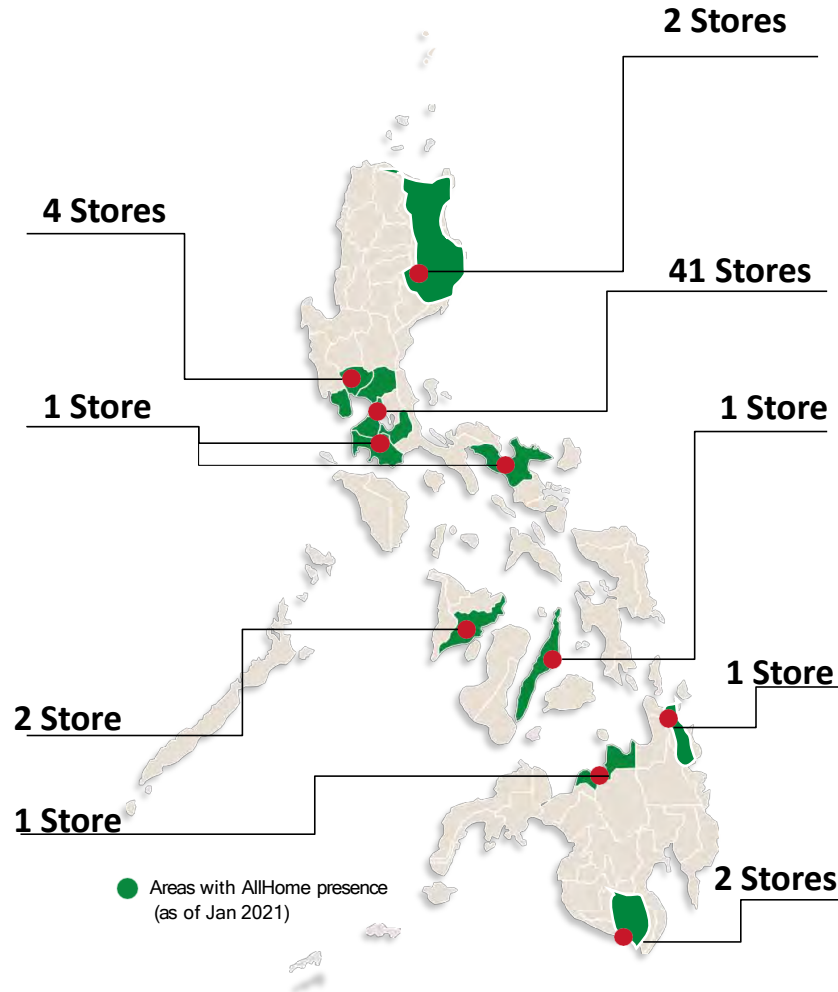 2 Stores
4 Stores
41 Stores
1 Store
1 Store
1 Store
2 Store
1 Store
2 Stores
Areas with AllHome presence
(as of Jan 2021)